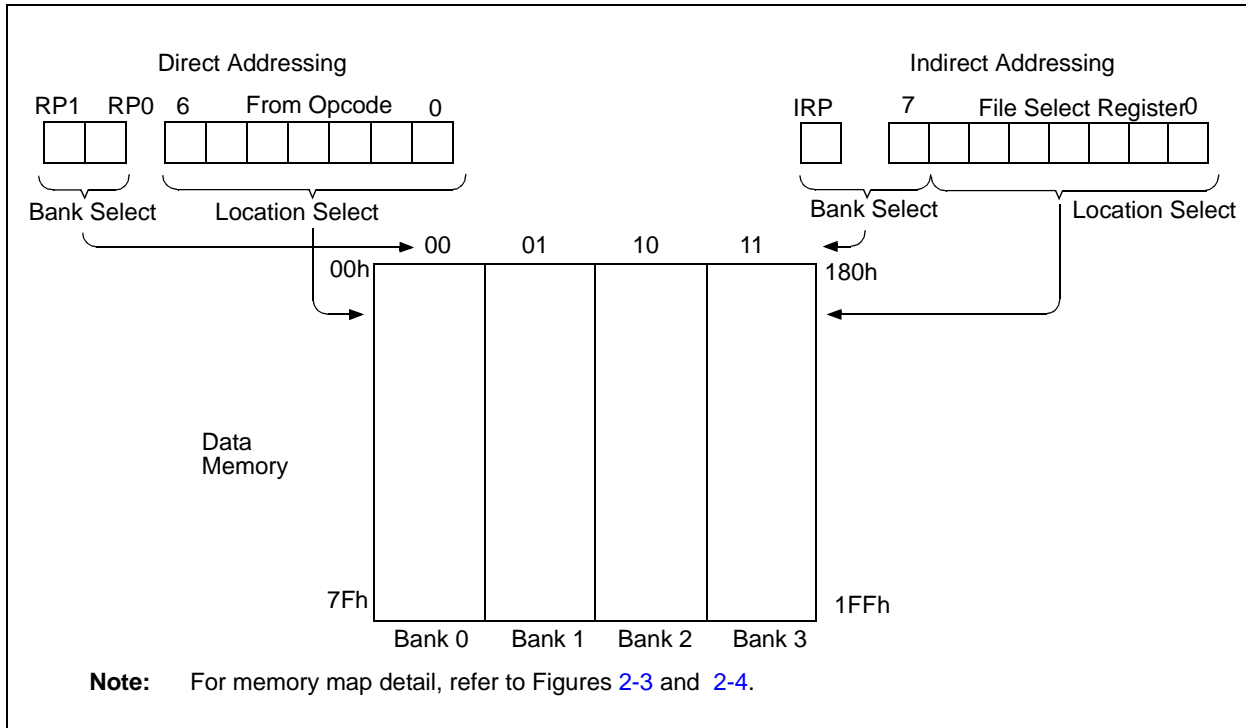 Direct Addressing
Indirect Addressing
RP1 RP0 6 From Opcode 0
IRP 7 File Select Register0
Bank Select Location Select
Bank Select Location Select
00 01 10 11
00h
180h
Data
Memory
7Fh
1FFh
Bank 0 Bank 1 Bank 2 Bank 3
Note: For memory map detail, refer to Figures 2-3 and 2-4.